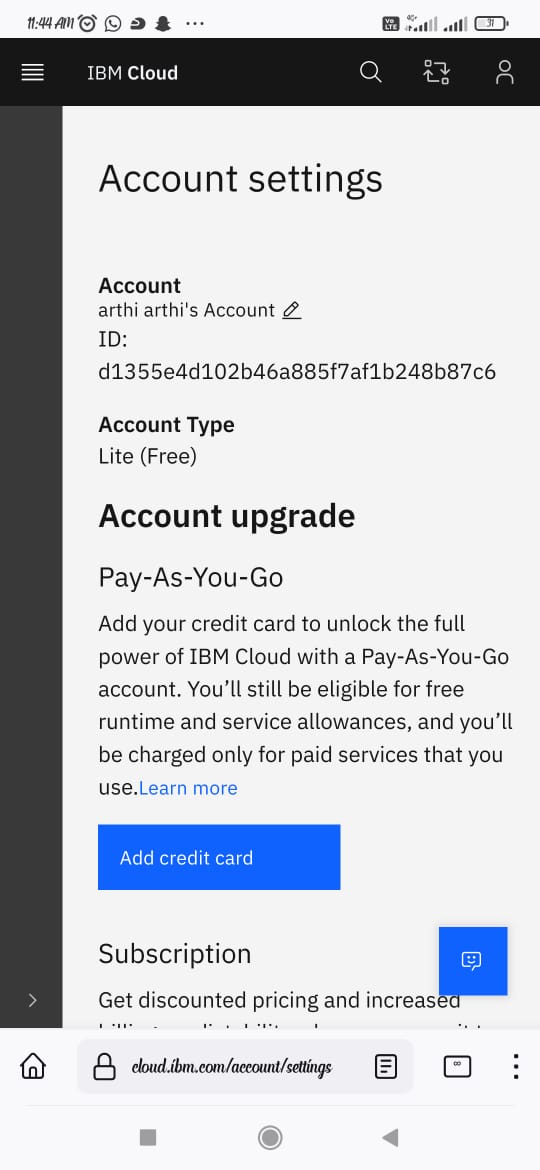 11:44 AM
Vo LTE 4G 31
IBM Cloud
Account settings
Account
arthi arthi's Account
ID:
d1355e4d102b46a885f7af1b248b87c6
Account Type
Lite (Free)
Account upgrade
Pay-As-You-Go
Add your credit card to unlock the full
power of IBM Cloud with a Pay-As-You-Go
account. You’ll still be eligible for free
runtime and service allowances, and you’ll
be charged only for paid services that you
use.Learn more
Add credit card
Subscription
Get discounted pricing and increased
cloud.ibm.com/account/settings